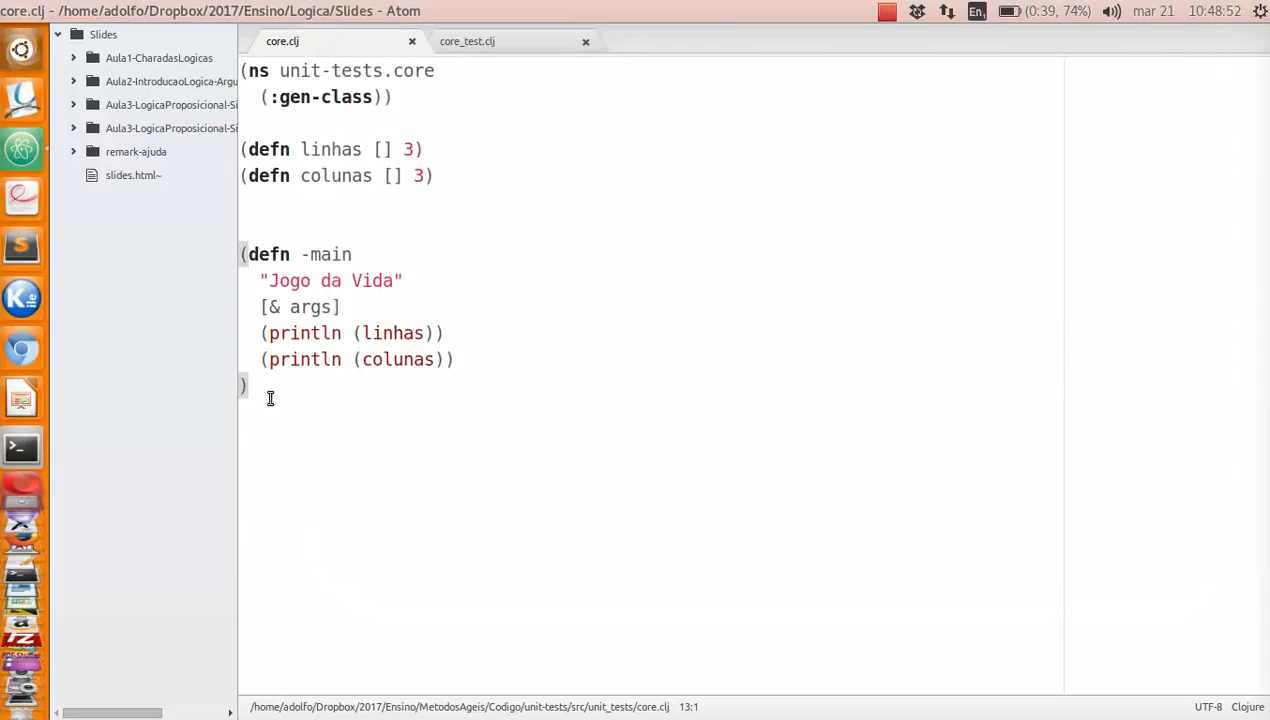 core.clj - /home/adolfo/Dropbox/2017/Ensino/Logica/Slides - Atom
En
(0:39, 74%)
mar 21
10:48:52
Slides
Aula1-CharadasLogicas
Aula2-IntroducaoLogica-Argu
Aula3-LogicaProposicional-Si
Aula3-LogicaProposicional-Si
remark-ajuda
slides.html~
core.clj
core_test.clj
(ns unit-tests.core
(:gen-class))
(defn linhas [] 3)
(defn colunas [] 3)
(defn -main
"Jogo da Vida"
[& args]
(println (linhas))
(println (colunas))
)
/home/adolfo/Dropbox/2017/Ensino/MetodosAgeis/Codigo/unit-tests/src/unit_tests/core.clj 13:1
UTF-8 Clojure